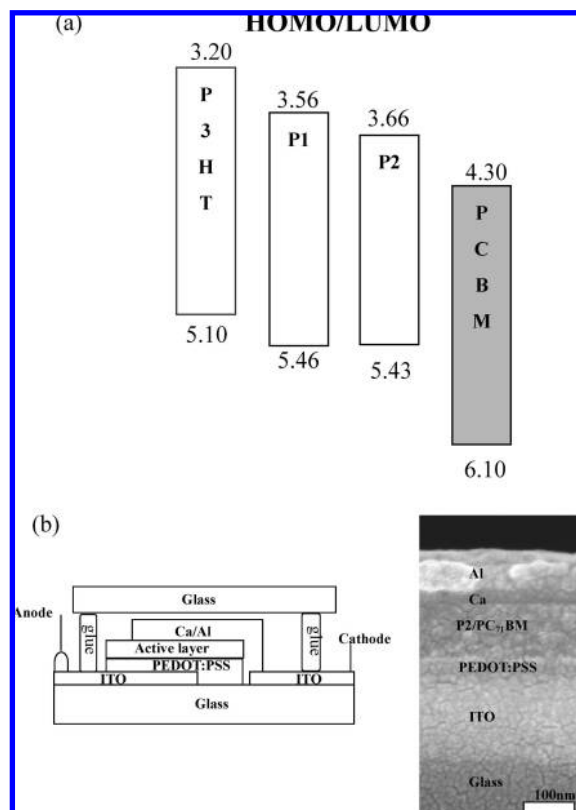 (a)
HOMO/LUMO
3.20
P
3
H
T
5.10
3.56
P1
5.46
3.66
P2
5.43
4.30
P
C
B
M
6.10
(b)
Anode
Glass
glue
Ca/Al
glue
Cathode
Active layer
PEDOT:PSS
ITO
ITO
Glass
Al
Ca
P2/PC₇₁BM
PEDOT:PSS
ITO
Glass
100nm